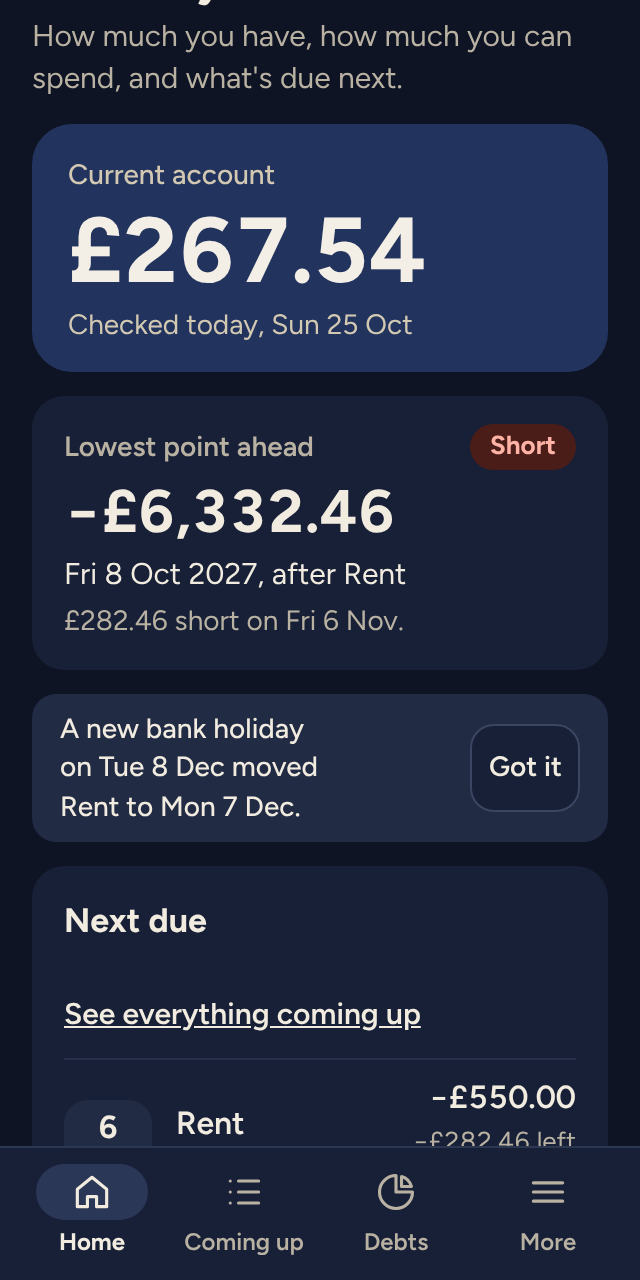 How much you have, how much you can
spend, and what's due next.
Current account
£267.54
Checked today, Sun 25 Oct
Lowest point ahead
Short
−£6,332.46
Fri 8 Oct 2027, after Rent
£282.46 short on Fri 6 Nov.
A new bank holiday
on Tue 8 Dec moved
Rent to Mon 7 Dec.
Got it
Next due
See everything coming up
−£550.00
6
Rent
−£282.46 left
Home
Coming up
Debts
More